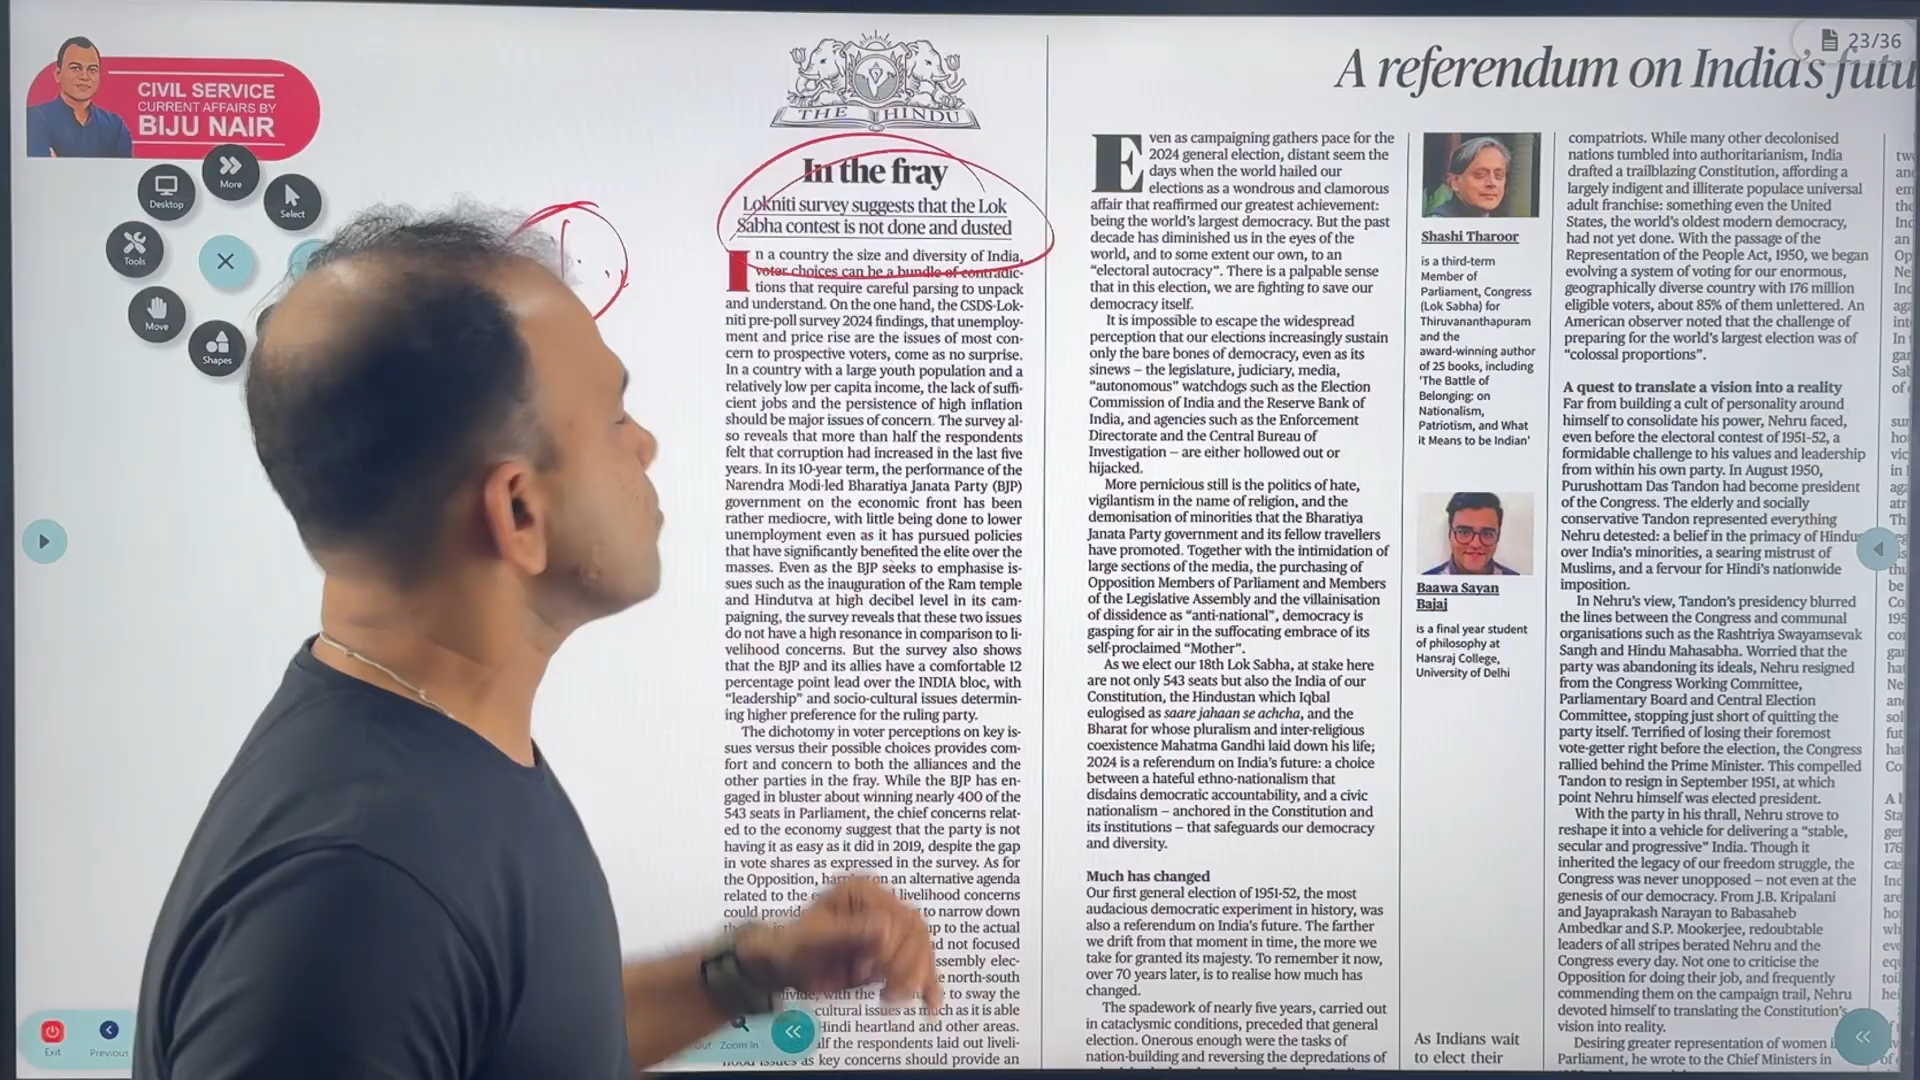 23/36
CIVIL SERVICE
CURRENT AFFAIRS BY
BIJU NAIR
More
Desktop
Select
Tools
Move
Shapes
Exit
Previous
Zoom In
THE HINDU
In the fray
Lokniti survey suggests that the Lok
Sabha contest is not done and dusted
In a country the size and diversity of India,
voter choices can be a bundle of contradic-
tions that require careful parsing to unpack
and understand. On the one hand, the CSDS-Lok-
niti pre-poll survey 2024 findings, that unemploy-
ment and price rise are the issues of most con-
cern to prospective voters, come as no surprise.
In a country with a large youth population and a
relatively low per capita income, the lack of suffi-
cient jobs and the persistence of high inflation
should be major issues of concern. The survey al-
so reveals that more than half the respondents
felt that corruption had increased in the last five
years. In its 10-year term, the performance of the
Narendra Modi-led Bharatiya Janata Party (BJP)
government on the economic front has been
rather mediocre, with little being done to lower
unemployment even as it has pursued policies
that have significantly benefited the elite over the
masses. Even as the BJP seeks to emphasise is-
sues such as the inauguration of the Ram temple
and Hindutva at high decibel level in its cam-
paigning, the survey reveals that these two issues
do not have a high resonance in comparison to li-
velihood concerns. But the survey also shows
that the BJP and its allies have a comfortable 12
percentage point lead over the INDIA bloc, with
"leadership" and socio-cultural issues determin-
ing higher preference for the ruling party.
The dichotomy in voter perceptions on key is-
sues versus their possible choices provides com-
fort and concern to both the alliances and the
other parties in the fray. While the BJP has en-
gaged in bluster about winning nearly 400 of the
543 seats in Parliament, the chief concerns relat-
ed to the economy suggest that the party is not
having it as easy as it did in 2019, despite the gap
in vote shares as expressed in the survey. As for
the Opposition, on an alternative agenda
related to the livelihood concerns
could to narrow down
up to the actual
not focused
elec-
north-south
with the to sway the
cultural issues as much as it is able
Hindi heartland and other areas.
the respondents laid out liveli-
as key concerns should provide an
A referendum on India's futu
Even as campaigning gathers pace for the
2024 general election, distant seem the
days when the world hailed our
elections as a wondrous and clamorous
affair that reaffirmed our greatest achievement:
being the world's largest democracy. But the past
decade has diminished us in the eyes of the
world, and to some extent our own, to an
"electoral autocracy". There is a palpable sense
that in this election, we are fighting to save our
democracy itself.
It is impossible to escape the widespread
perception that our elections increasingly sustain
only the bare bones of democracy, even as its
sinews – the legislature, judiciary, media,
"autonomous" watchdogs such as the Election
Commission of India and the Reserve Bank of
India, and agencies such as the Enforcement
Directorate and the Central Bureau of
Investigation – are either hollowed out or
hijacked.
More pernicious still is the politics of hate,
vigilantism in the name of religion, and the
demonisation of minorities that the Bharatiya
Janata Party government and its fellow travellers
have promoted. Together with the intimidation of
large sections of the media, the purchasing of
Opposition Members of Parliament and Members
of the Legislative Assembly and the villainisation
of dissidence as "anti-national", democracy is
gasping for air in the suffocating embrace of its
self-proclaimed "Mother".
As we elect our 18th Lok Sabha, at stake here
are not only 543 seats but also the India of our
Constitution, the Hindustan which Iqbal
eulogised as saare jahaan se achcha, and the
Bharat for whose pluralism and inter-religious
coexistence Mahatma Gandhi laid down his life;
2024 is a referendum on India's future: a choice
between a hateful ethno-nationalism that
disdains democratic accountability, and a civic
nationalism – anchored in the Constitution and
its institutions – that safeguards our democracy
and diversity.
Much has changed
Our first general election of 1951-52, the most
audacious democratic experiment in history, was
also a referendum on India's future. The farther
we drift from that moment in time, the more we
take for granted its majesty. To remember it now,
over 70 years later, is to realise how much has
changed.
The spadework of nearly five years, carried out
in cataclysmic conditions, preceded that general
election. Onerous enough were the tasks of
nation-building and reversing the depredations of
Shashi Tharoor
is a third-term
Member of
Parliament, Congress
(Lok Sabha) for
Thiruvananthapuram
and the
award-winning author
of 25 books, including
'The Battle of
Belonging: on
Nationalism,
Patriotism, and What
it Means to be Indian'
Baawa Sayan
Bajaj
is a final year student
of philosophy at
Hansraj College,
University of Delhi
As Indians wait
to elect their
compatriots. While many other decolonised
nations tumbled into authoritarianism, India
drafted a trailblazing Constitution, affording a
largely indigent and illiterate populace universal
adult franchise: something even the United
States, the world's oldest modern democracy,
had not yet done. With the passage of the
Representation of the People Act, 1950, we began
evolving a system of voting for our enormous,
geographically diverse country with 176 million
eligible voters, about 85% of them unlettered. An
American observer noted that the challenge of
preparing for the world's largest election was of
"colossal proportions".
A quest to translate a vision into a reality
Far from building a cult of personality around
himself to consolidate his power, Nehru faced,
even before the electoral contest of 1951-52, a
formidable challenge to his values and leadership
from within his own party. In August 1950,
Purushottam Das Tandon had become president
of the Congress. The elderly and socially
conservative Tandon represented everything
Nehru detested: a belief in the primacy of Hindus
over India's minorities, a searing mistrust of
Muslims, and a fervour for Hindi's nationwide
imposition.
In Nehru's view, Tandon's presidency blurred
the lines between the Congress and communal
organisations such as the Rashtriya Swayamsevak
Sangh and Hindu Mahasabha. Worried that the
party was abandoning its ideals, Nehru resigned
from the Congress Working Committee,
Parliamentary Board and Central Election
Committee, stopping just short of quitting the
party itself. Terrified of losing their foremost
vote-getter right before the election, the Congress
rallied behind the Prime Minister. This compelled
Tandon to resign in September 1951, at which
point Nehru himself was elected president.
With the party in his thrall, Nehru strove to
reshape it into a vehicle for delivering a "stable,
secular and progressive" India. Though it
inherited the legacy of our freedom struggle, the
Congress was never unopposed – not even at the
genesis of our democracy. From J.B. Kripalani
and Jayaprakash Narayan to Babasaheb
Ambedkar and S.P. Mookerjee, redoubtable
leaders of all stripes berated Nehru and the
Congress every day. Not one to criticise the
Opposition for doing their job, and frequently
commending them on the campaign trail, Nehru
devoted himself to translating the Constitution's
vision into reality.
Desiring greater representation of women
Parliament, he wrote to the Chief Ministers in